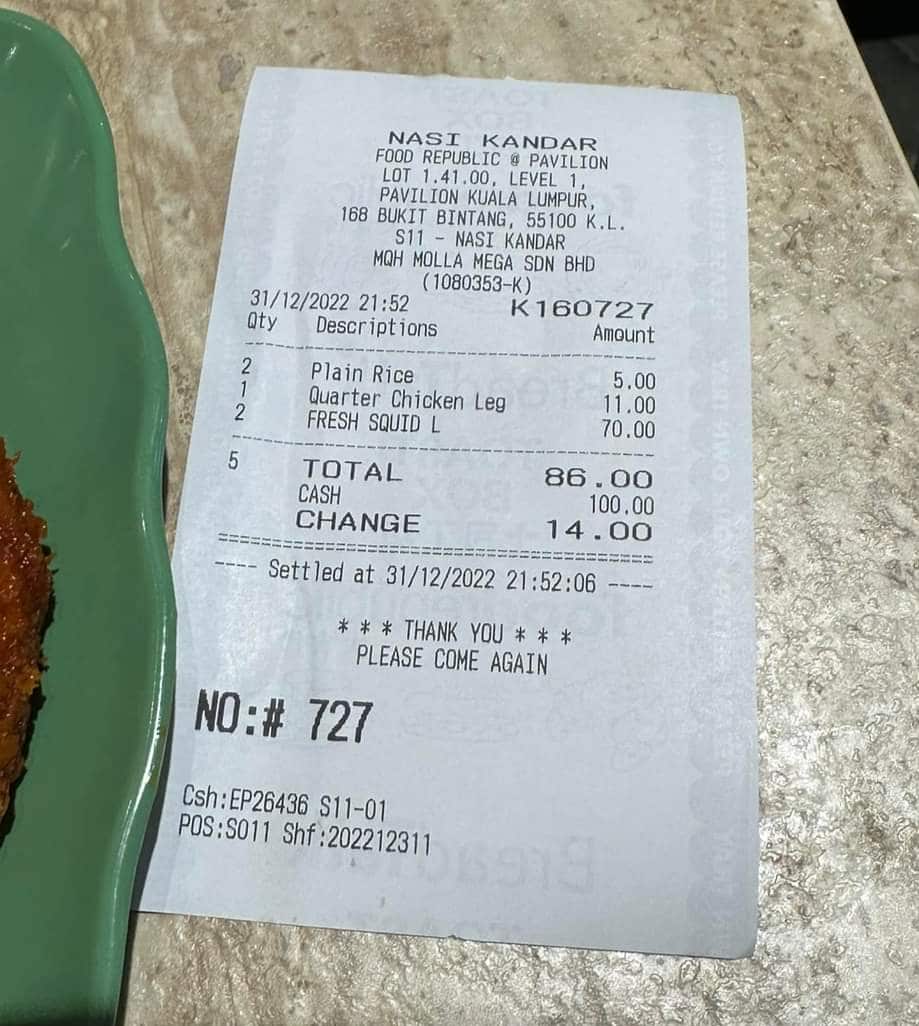 NASI KANDAR
FOOD REPUBLIC @ PAVILION
LOT 1.41.00, LEVEL 1,
PAVILION KUALA LUMPUR,
168 BUKIT BINTANG, 55100 K.L.
S11 - NASI KANDAR
MQH MOLLA MEGA SDN BHD
(1080353-K)
31/12/2022 21:52 K160727
Qty Descriptions Amount
2 Plain Rice 5.00
1 Quarter Chicken Leg 11.00
2 FRESH SQUID L 70.00
5 TOTAL 86.00
CASH 100.00
CHANGE 14.00
---- Settled at 31/12/2022 21:52:06 ----
* * * THANK YOU * * *
PLEASE COME AGAIN
NO:# 727
Csh:EP26436 S11-01
POS:S011 Shf:202212311